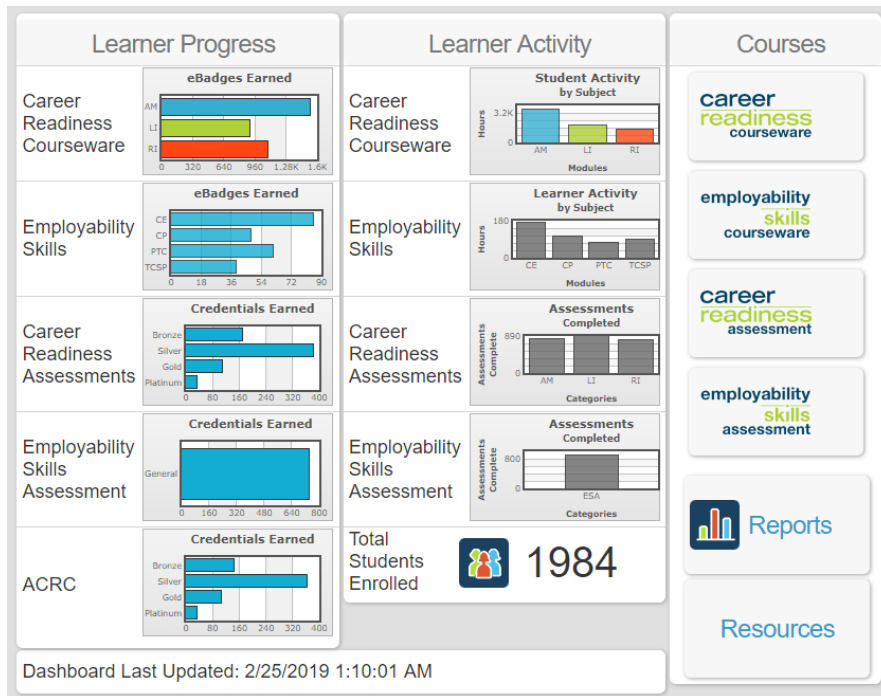 Learner Progress
Career
Readiness
Courseware
eBadges Earned
AM
LI
RI
0 320 640 960 1.28K 1.6K
Employability
Skills
eBadges Earned
CE
CP
PTC
TCSP
0 18 36 54 72 90
Career
Readiness
Assessments
Credentials Earned
Bronze
Silver
Gold
Platinum
0 80 160 240 320 400
Employability
Skills
Assessment
Credentials Earned
General
0 160 320 480 640 800
ACRC
Credentials Earned
Bronze
Silver
Gold
Platinum
0 80 160 240 320 400
Dashboard Last Updated: 2/25/2019 1:10:01 AM
Learner Activity
Career
Readiness
Courseware
Student Activity
by Subject
Hours
3.2K
0
AM LI RI
Modules
Employability
Skills
Learner Activity
by Subject
Hours
180
0
CE CP PTC TCSP
Modules
Career
Readiness
Assessments
Assessments
Completed
Assessments
Complete
890
0
AM LI RI
Categories
Employability
Skills
Assessment
Assessments
Completed
Assessments
Complete
800
0
ESA
Categories
Total
Students
Enrolled
1984
Courses
career
readiness
courseware
employability
skills
courseware
career
readiness
assessment
employability
skills
assessment
Reports
Resources